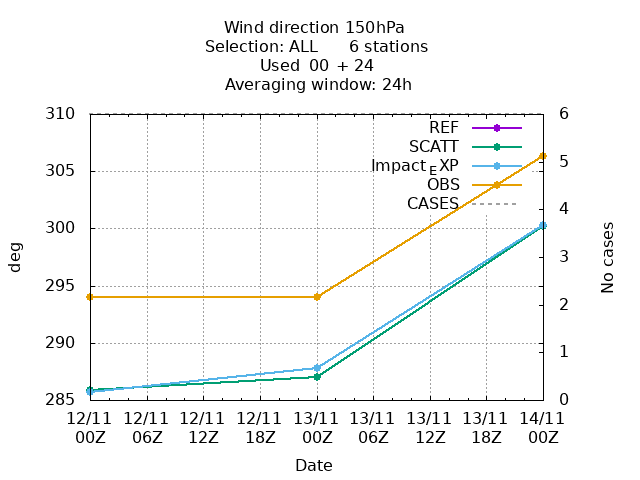 Wind direction 150hPa
Selection: ALL 6 stations
Used 00 + 24
Averaging window: 24h
310
305
300
295
290
285
deg
6
5
4
3
2
1
0
No cases
REF
SCATT
Impact_EXP
OBS
CASES
12/11 12/11 12/11 12/11 13/11 13/11 13/11 13/11 14/11
00Z 06Z 12Z 18Z 00Z 06Z 12Z 18Z 00Z
Date